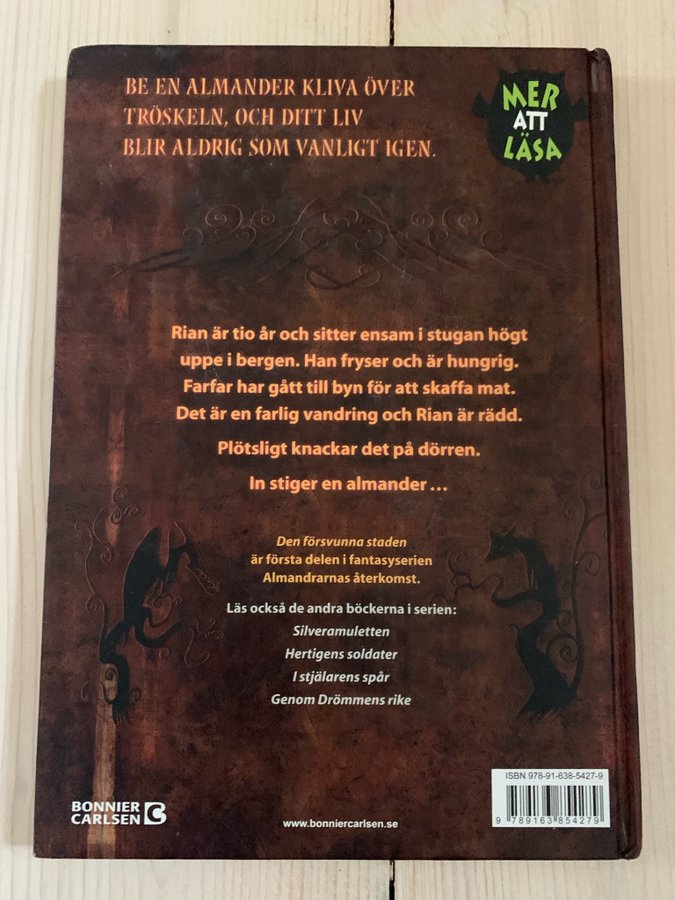 BE EN ALMANDER KLIVA ÖVER
TRÖSKELN, OCH DITT LIV
BLIR ALDRIG SOM VANLIGT IGEN.
MER
ATT
LÄSA
Rian är tio år och sitter ensam i stugan högt
uppe i bergen. Han fryser och är hungrig.
Farfar har gått till byn för att skaffa mat.
Det är en farlig vandring och Rian är rädd.
Plötsligt knackar det på dörren.
In stiger en almander …
Den försvunna staden
är första delen i fantasyserien
Almandrarnas återkomst.
Läs också de andra böckerna i serien:
Silveramuletten
Hertigens soldater
I stjälarens spår
Genom Drömmens rike
BONNIER
CARLSEN
www.bonniercarlsen.se
ISBN 978-91-638-5427-9
9 789163 854279